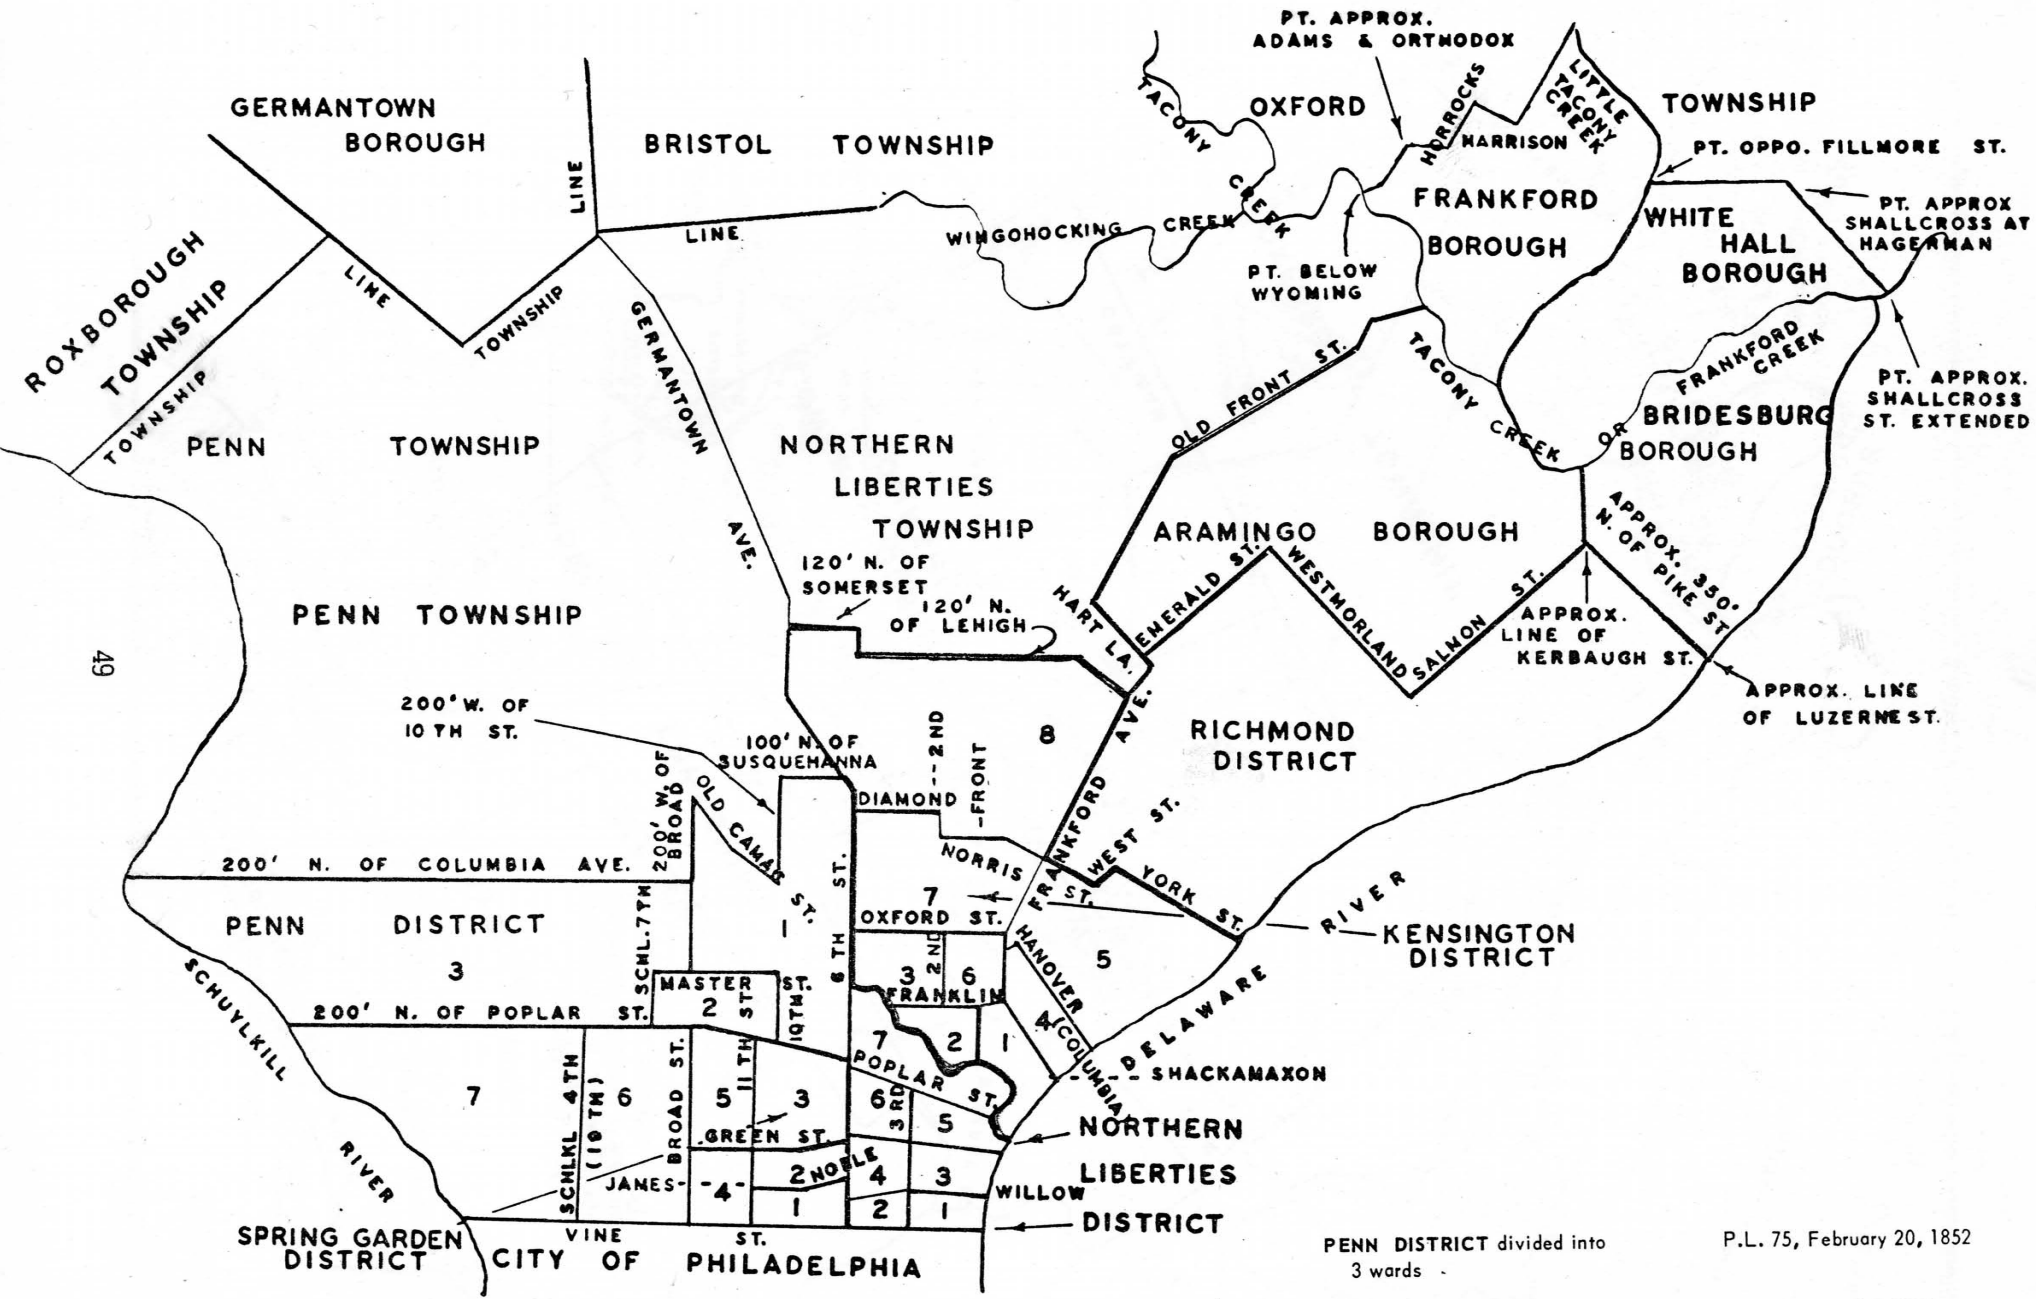 PT. APPROX.
ADAMS & ORTHODOX
GERMANTOWN
BOROUGH
LINE
BRISTOL TOWNSHIP
TACONY
CREEK
OXFORD
HORROCKS
HARRISON
LITTLE
TACONY
CREEK
TOWNSHIP
PT. OPPO. FILLMORE ST.
PT. APPROX
SHALLCROSS AT
HAGERMAN
ROXBOROUGH
TOWNSHIP
TOWNSHIP
LINE
TOWNSHIP
LINE
WINGOHOCKING CREEK
PT. BELOW
WYOMING
FRANKFORD
BOROUGH
WHITE
HALL
BOROUGH
FRANKFORD
CREEK
PT. APPROX.
SHALLCROSS
ST. EXTENDED
GERMANTOWN
AVE.
PENN TOWNSHIP
NORTHERN
LIBERTIES
TOWNSHIP
OLD FRONT ST.
TACONY
CREEK
OR
BRIDESBURG
BOROUGH
ARAMINGO BOROUGH
APPROX. 350'
N. OF PIKE ST
120' N. OF
SOMERSET
120' N.
OF LEHIGH
HART LA.
EMERALD ST.
WESTMORLAND
SALMON ST.
APPROX.
LINE OF
KERBAUGH ST.
APPROX. LINE
OF LUZERNE ST.
PENN TOWNSHIP
49
200' W. OF
10TH ST.
100' N. OF
SUSQUEHANNA
--2ND
-FRONT
8
FRANKFORD
AVE.
RICHMOND
DISTRICT
200' W. OF
BROAD
OLD CAMAC ST.
DIAMOND
NORRIS ST.
WEST ST.
YORK ST.
200' N. OF COLUMBIA AVE.
PENN DISTRICT
3
SCHL. 7TH
1
6TH ST.
7
OXFORD ST.
3
2ND
6
FRANKLIN
HANOVER
(COLUMBIA)
5
4
RIVER
DELAWARE
KENSINGTON
DISTRICT
SCHUYLKILL
RIVER
200' N. OF POPLAR ST.
MASTER ST.
2
11TH ST
10TH
7
2
1
POPLAR ST.
SHACKAMAXON
7
SCHLKL 4TH
(19TH)
6
BROAD ST.
5
3
GREEN ST.
6
3RD
5
NORTHERN
LIBERTIES
DISTRICT
JAMES-
-4-
2
NOBLE
4
3
WILLOW
1
2
1
SPRING GARDEN
DISTRICT
VINE ST.
CITY OF PHILADELPHIA
PENN DISTRICT divided into
3 wards
P.L. 75, February 20, 1852